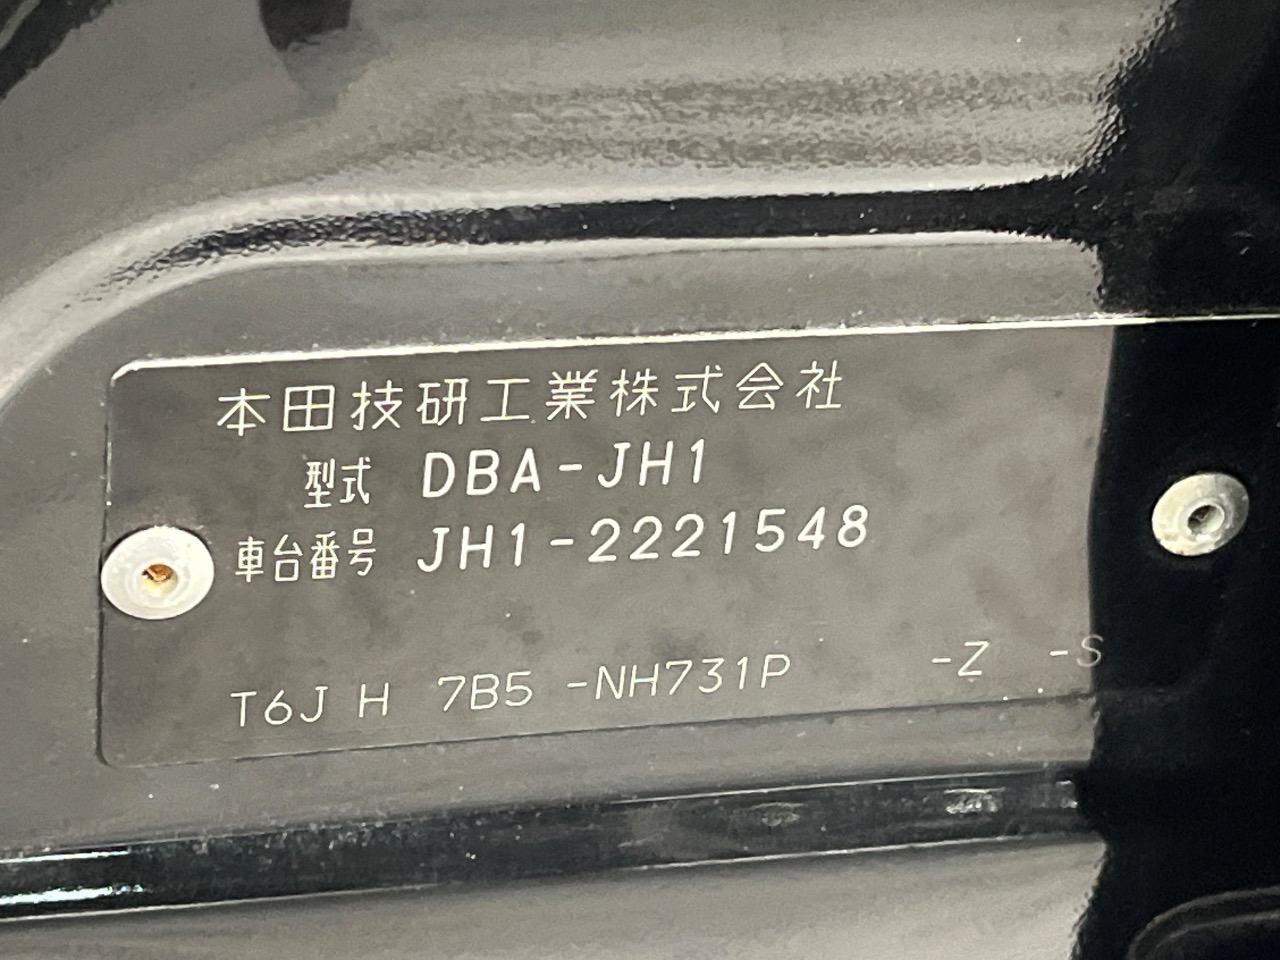 本田技研工業株式会社
型式 DBA-JH1
車台番号 JH1-2221548
T6J H 7B5 -NH731P -Z -S